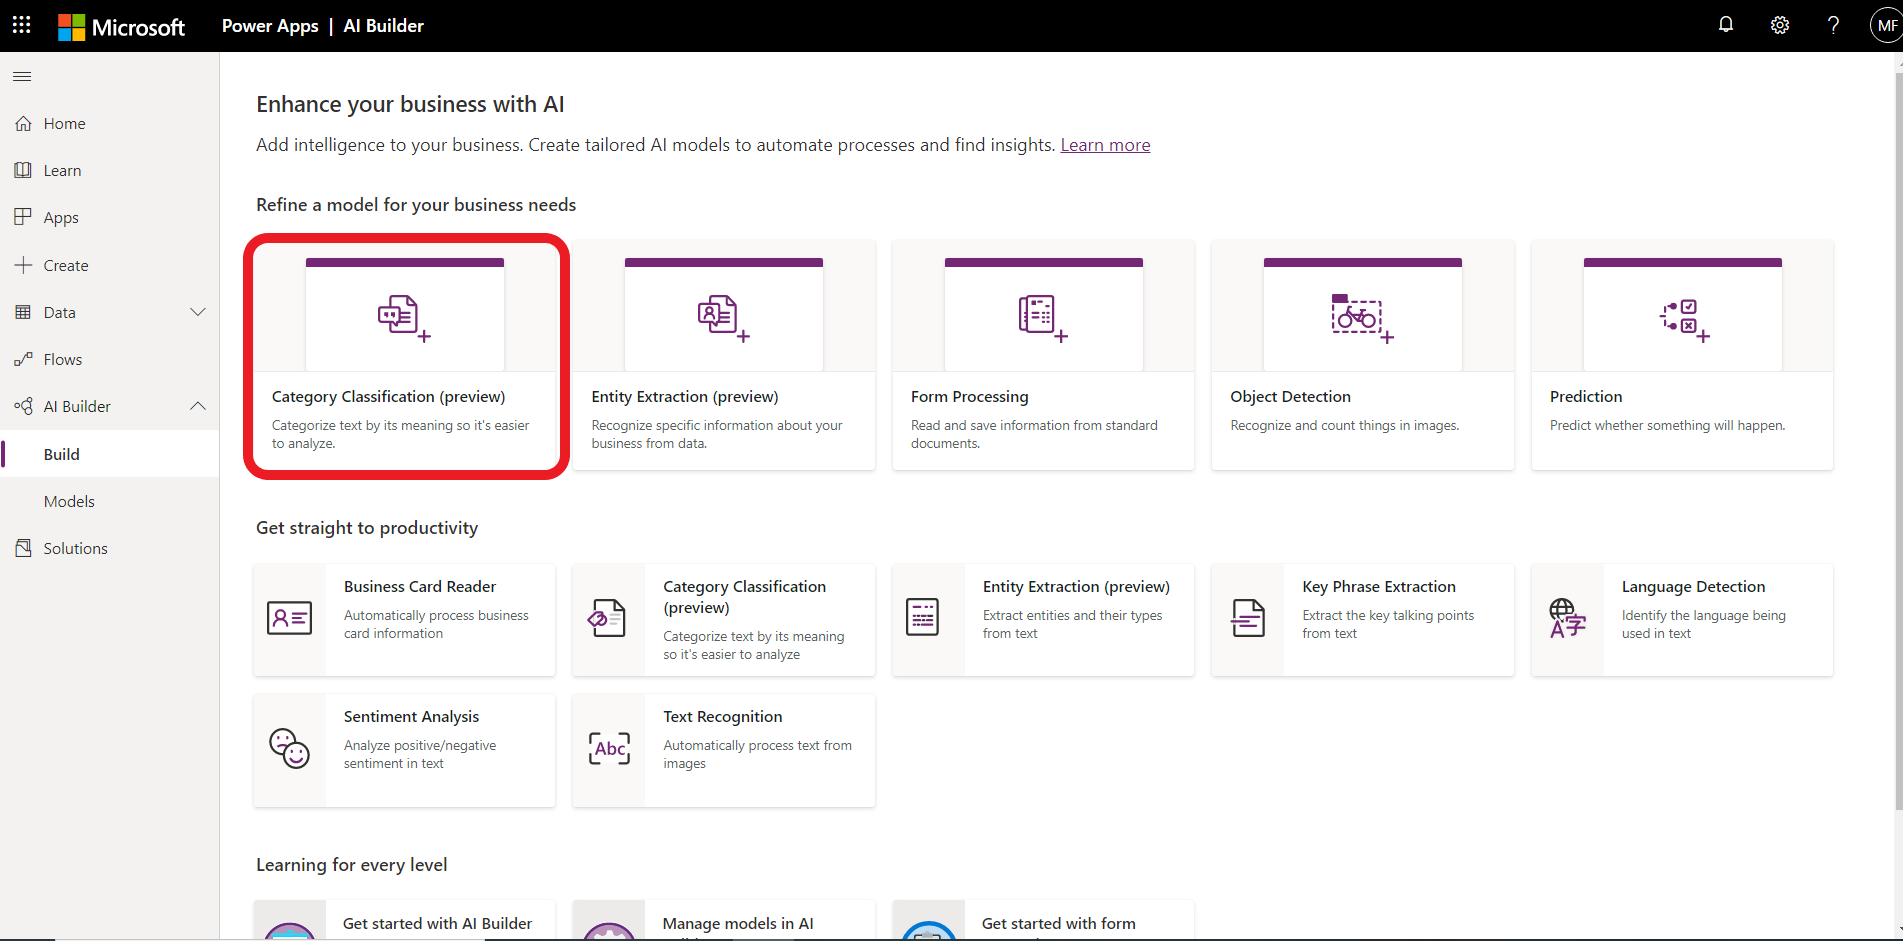 Microsoft
Power Apps | AI Builder
MF
Home
Learn
Apps
Create
Data
Flows
AI Builder
Build
Models
Solutions
Enhance your business with AI
Add intelligence to your business. Create tailored AI models to automate processes and find insights. Learn more
Refine a model for your business needs
Category Classification (preview)
Categorize text by its meaning so it's easier
to analyze.
Entity Extraction (preview)
Recognize specific information about your
business from data.
Form Processing
Read and save information from standard
documents.
Object Detection
Recognize and count things in images.
Prediction
Predict whether something will happen.
Get straight to productivity
Business Card Reader
Automatically process business
card information
Category Classification
(preview)
Categorize text by its meaning
so it's easier to analyze
Entity Extraction (preview)
Extract entities and their types
from text
Key Phrase Extraction
Extract the key talking points
from text
A字
Language Detection
Identify the language being
used in text
Sentiment Analysis
Analyze positive/negative
sentiment in text
Abc
Text Recognition
Automatically process text from
images
Learning for every level
Get started with AI Builder
Manage models in AI
Get started with form